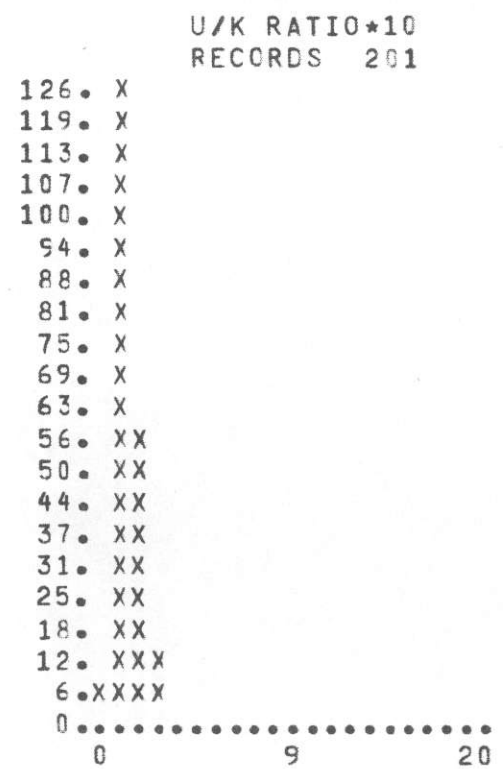 U/K RATIO*10
RECORDS 201
126. X
119. X
113. X
107. X
100. X
94. X
88. X
81. X
75. X
69. X
63. X
56. XX
50. XX
44. XX
37. XX
31. XX
25. XX
18. XX
12. XXX
6.XXXX
0......................
0 9 20